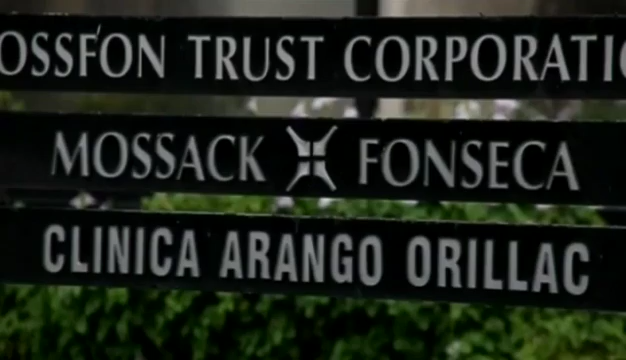 OSSFON TRUST CORPORATIO
MOSSACK FONSECA
CLINICA ARANGO ORILLAC